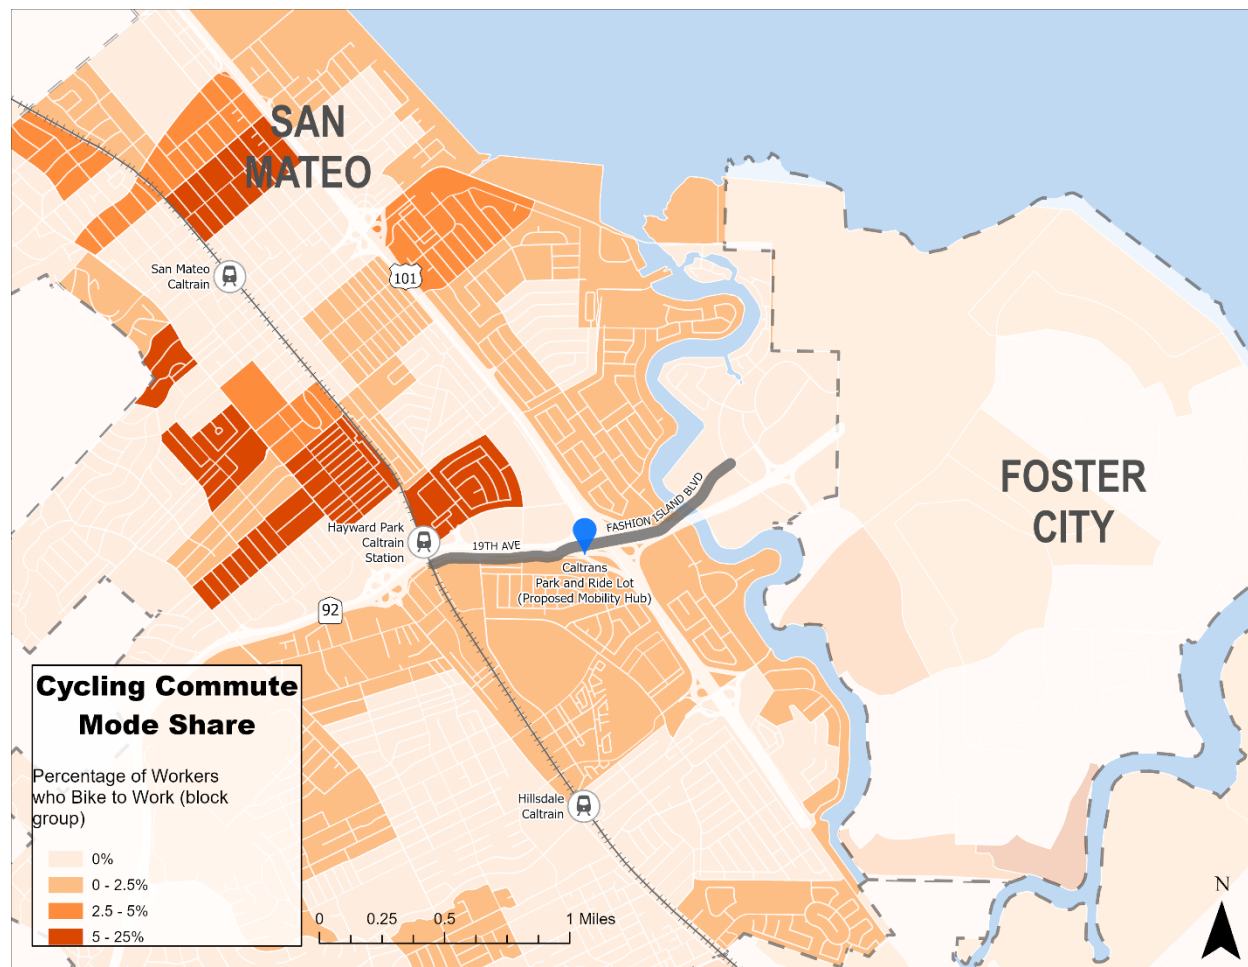 SAN
MATEO
San Mateo
Caltrain
101
FOSTER
CITY
FASHION ISLAND BLVD
Hayward Park
Caltrain
Station
19TH AVE
Caltrans
Park and Ride Lot
(Proposed Mobility Hub)
92
Hillsdale
Caltrain
Cycling Commute
Mode Share
Percentage of Workers
who Bike to Work (block
group)
0%
0 - 2.5%
2.5 - 5%
5 - 25%
0 0.25 0.5 1 Miles
N